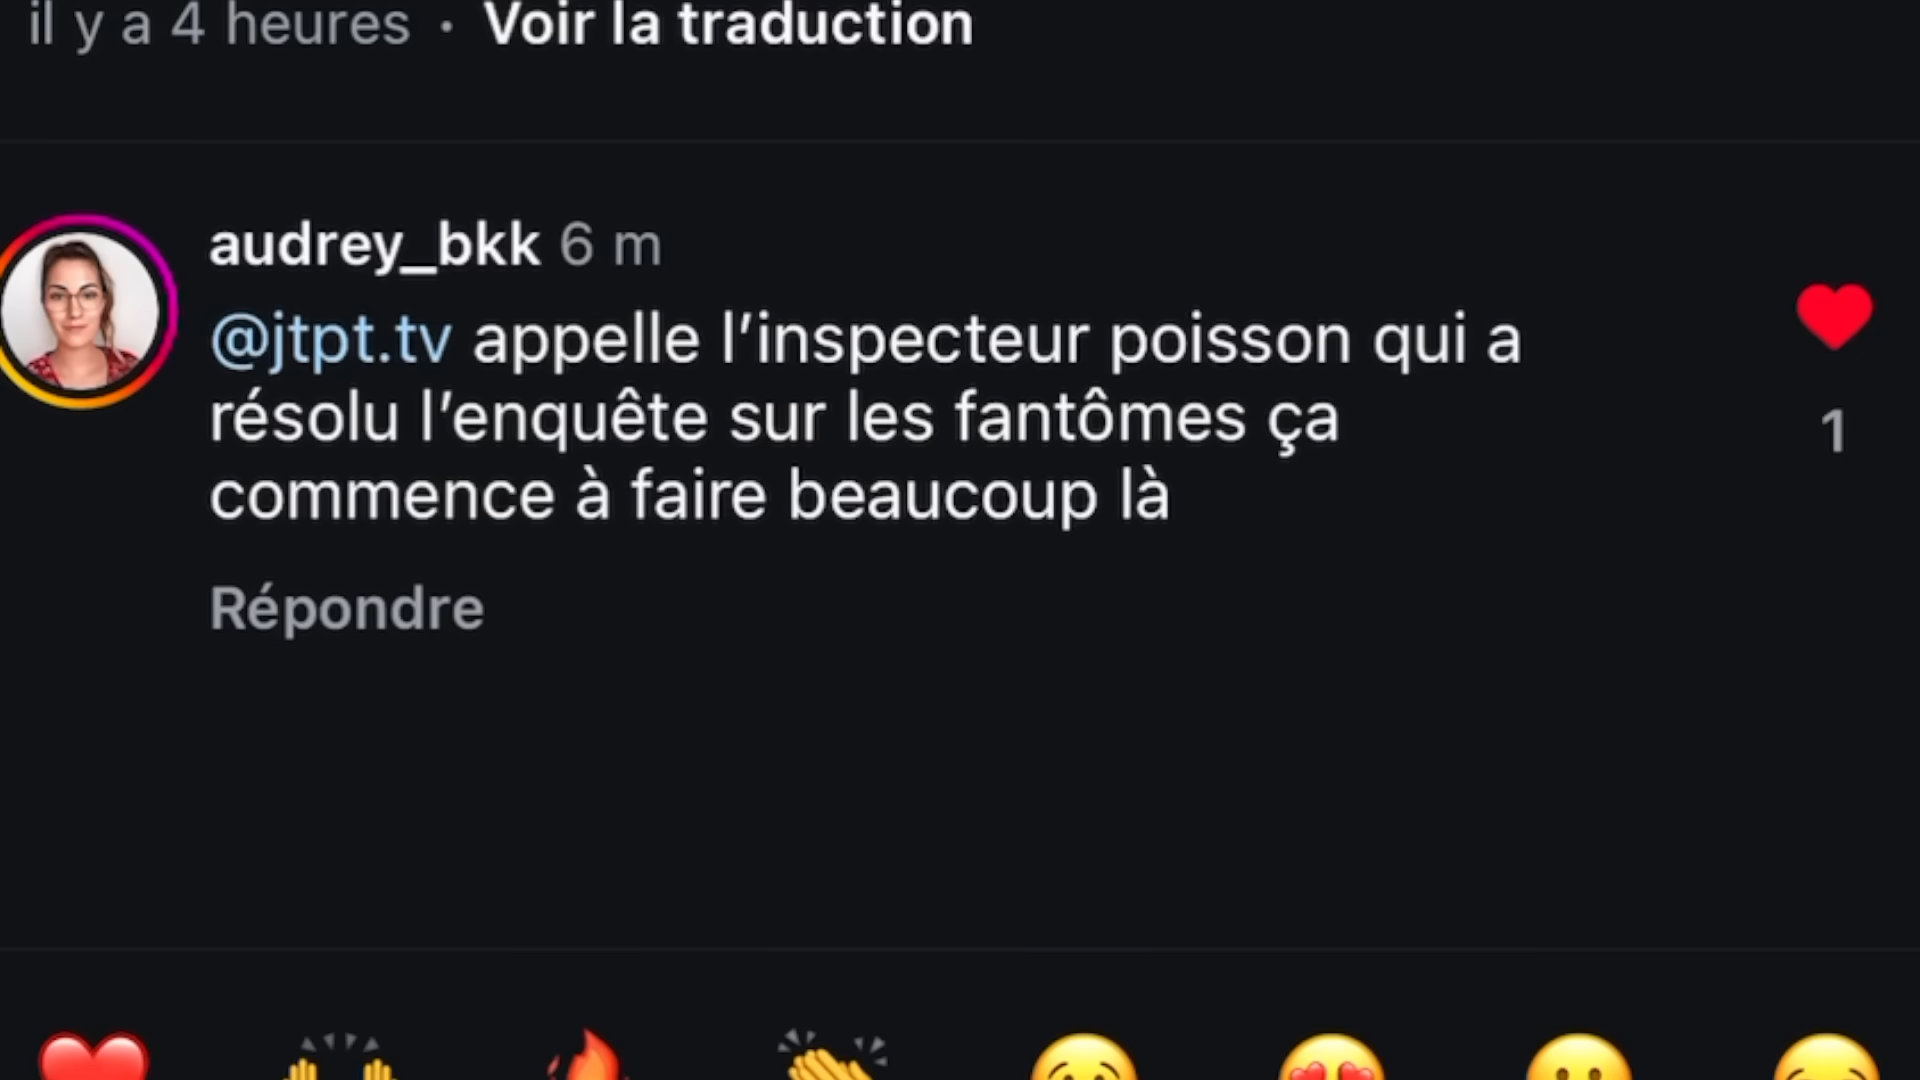 il y a 4 heures · Voir la traduction
audrey_bkk 6 m
@jtpt.tv appelle l’inspecteur poisson qui a
résolu l’enquête sur les fantômes ça
commence à faire beaucoup là
1
Répondre